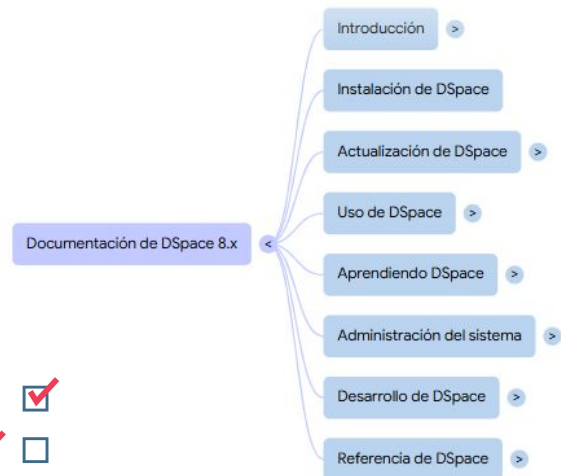 Introducción
Instalación de DSpace
Actualización de DSpace
Uso de DSpace
Documentación de DSpace 8.x
Aprendiendo DSpace
Administración del sistema
Desarrollo de DSpace
Referencia de DSpace